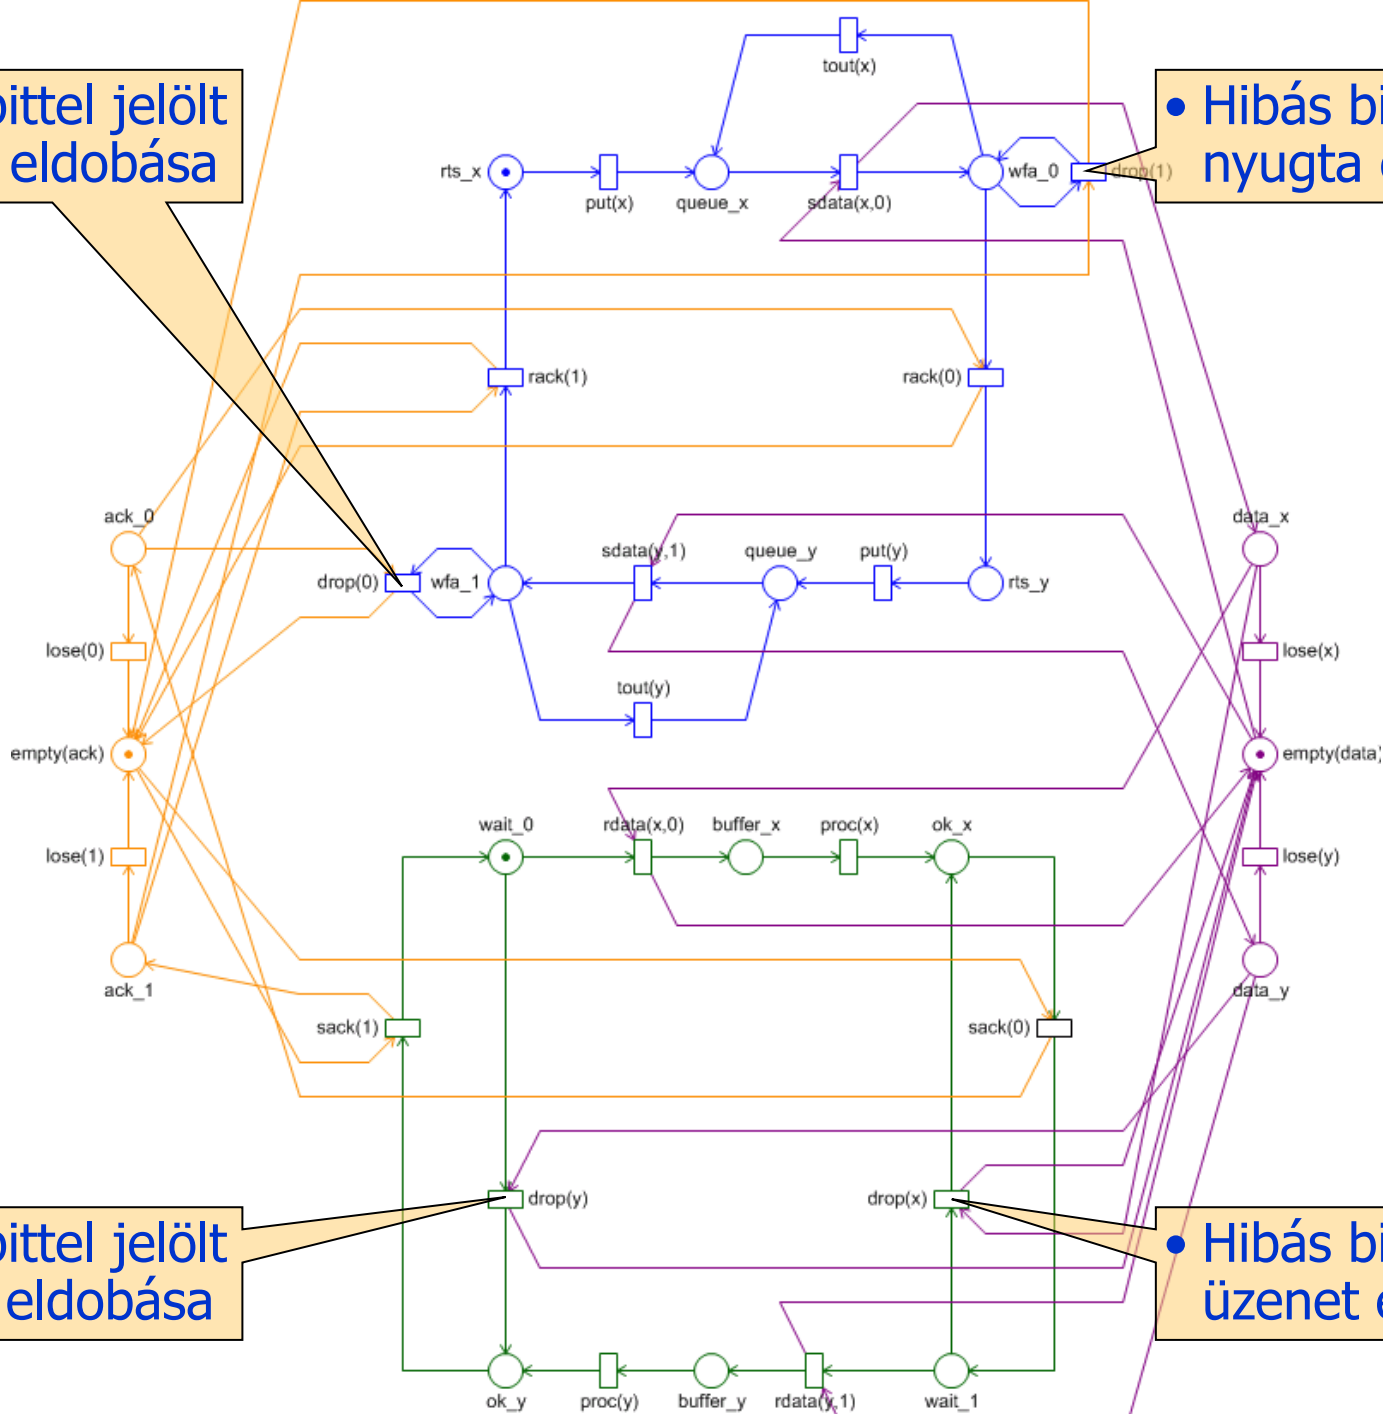 tout(x)
bittel jelölt
eldobása
• Hibás bi
nyugta
rts_x
put(x)
queue_x
sdata(x,0)
wfa_0
drop(1)
rack(1)
rack(0)
ack_0
data_x
sdata(y,1)
queue_y
put(y)
drop(0)
wfa_1
rts_y
lose(0)
lose(x)
tout(y)
empty(ack)
empty(data)
wait_0
rdata(x,0)
buffer_x
proc(x)
ok_x
lose(1)
lose(y)
ack_1
data_y
sack(1)
sack(0)
drop(y)
drop(x)
bittel jelölt
eldobása
• Hibás bi
üzenet
ok_y
proc(y)
buffer_y
rdata(y,1)
wait_1